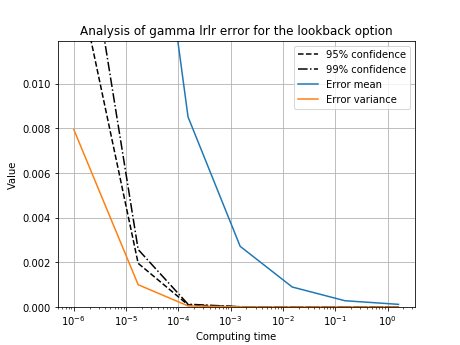 Analysis of gamma lrlr error for the lookback option
95% confidence
99% confidence
Error mean
Error variance
0.010
0.008
0.006
0.004
0.002
0.000
Value
10⁻⁶ 10⁻⁵ 10⁻⁴ 10⁻³ 10⁻² 10⁻¹ 10⁰
Computing time